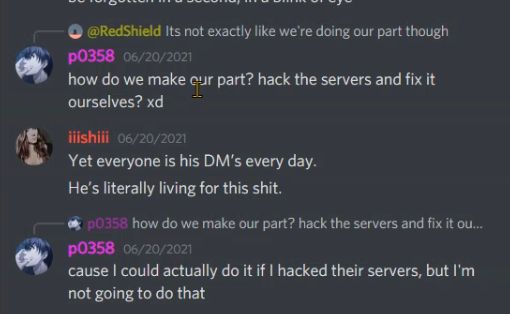 be forgotten in a second, in a blink of eye
@RedShield Its not exactly like we're doing our part though
p0358 06/20/2021
how do we make our part? hack the servers and fix it
ourselves? xd
iiishiii 06/20/2021
Yet everyone is his DM’s every day.
He’s literally living for this shit.
p0358 how do we make our part? hack the servers and fix it ou...
p0358 06/20/2021
cause I could actually do it if I hacked their servers, but I'm
not going to do that